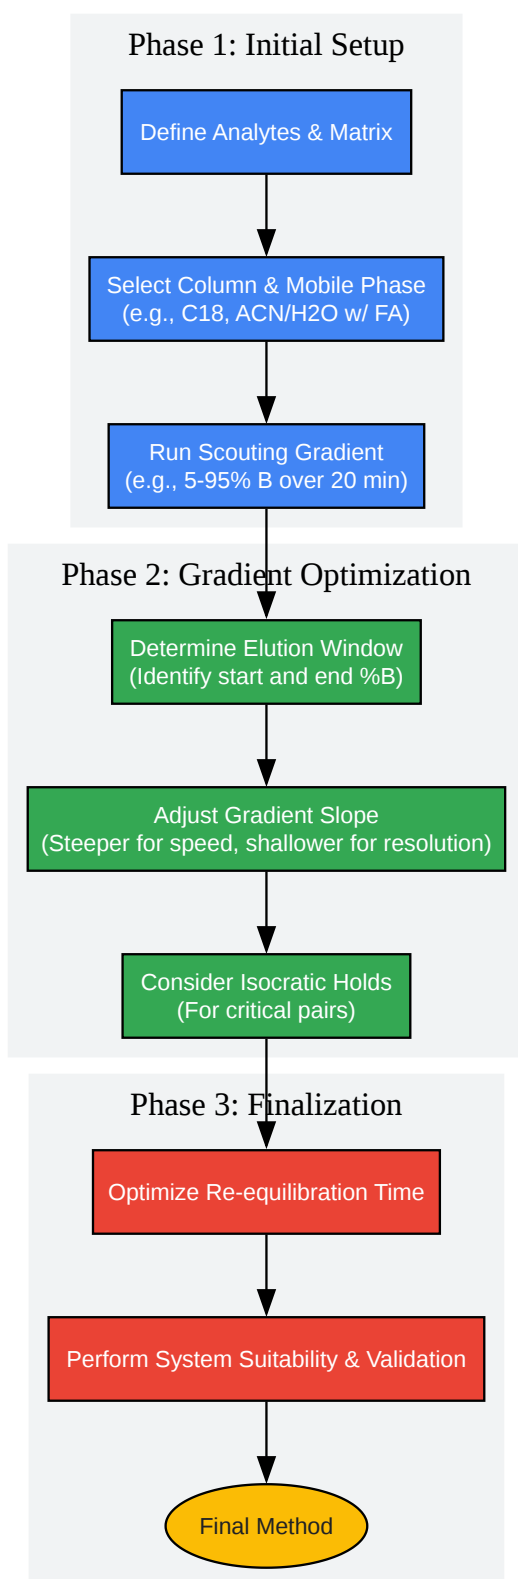 Phase 1: Initial Setup
Define Analytes & Matrix
Select Column & Mobile Phase
(e.g., C18, ACN/H2O w/ FA)
Run Scouting Gradient
(e.g., 5-95% B over 20 min)
Phase 2: Gradient Optimization
Determine Elution Window
(Identify start and end %B)
Adjust Gradient Slope
(Steeper for speed, shallower for resolution)
Consider Isocratic Holds
(For critical pairs)
Phase 3: Finalization
Optimize Re-equilibration Time
Perform System Suitability & Validation
Final Method